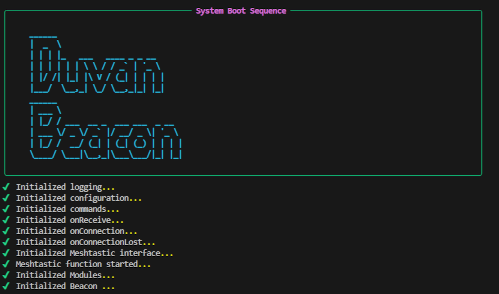 System Boot Sequence
Duvan
Beacon
✓ Initialized logging...
✓ Initialized configuration...
✓ Initialized commands...
✓ Initialized onReceive...
✓ Initialized onConnection...
✓ Initialized onConnectionLost...
✓ Initialized Meshtastic interface...
✓ Meshtastic function started...
✓ Initialized Modules...
✓ Initialized Beacon ...